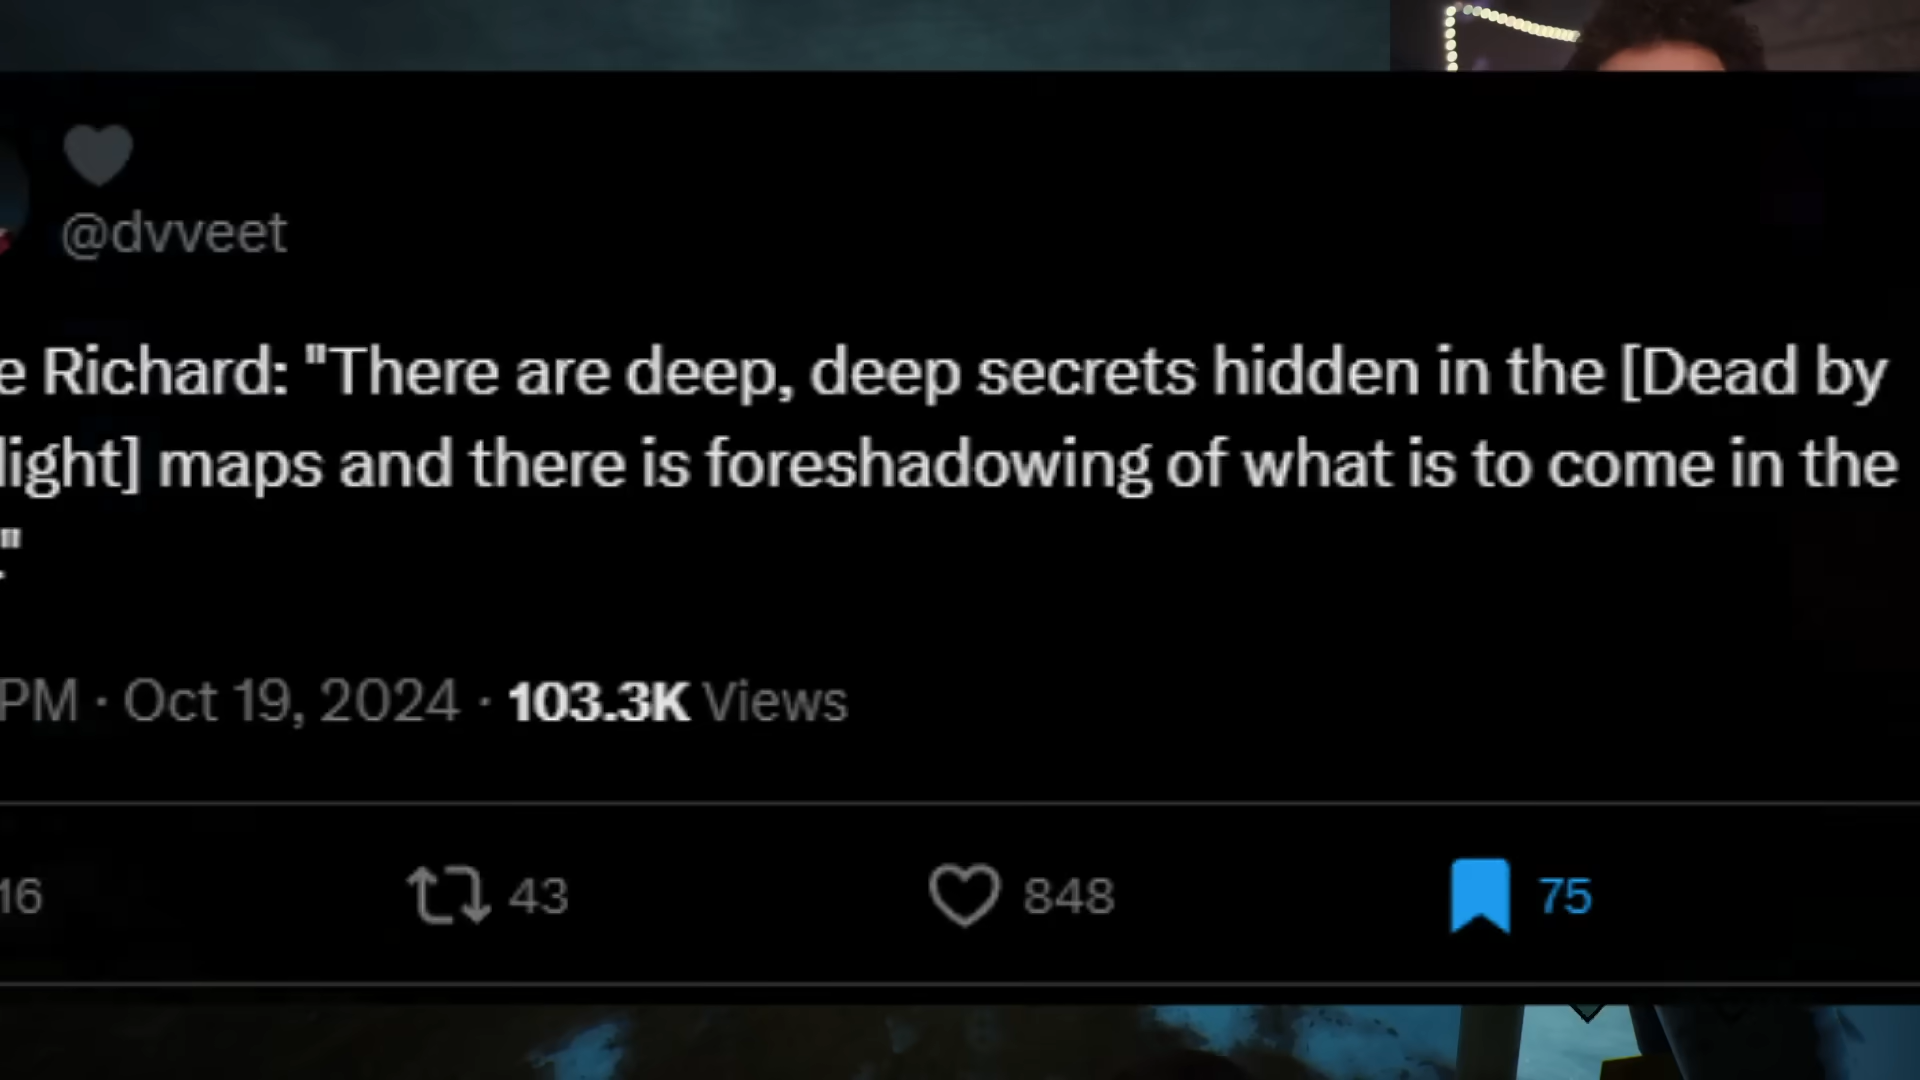 @dvveet
e Richard: "There are deep, deep secrets hidden in the [Dead by
light] maps and there is foreshadowing of what is to come in the
."
PM · Oct 19, 2024 · 103.3K Views
16
43
848
75